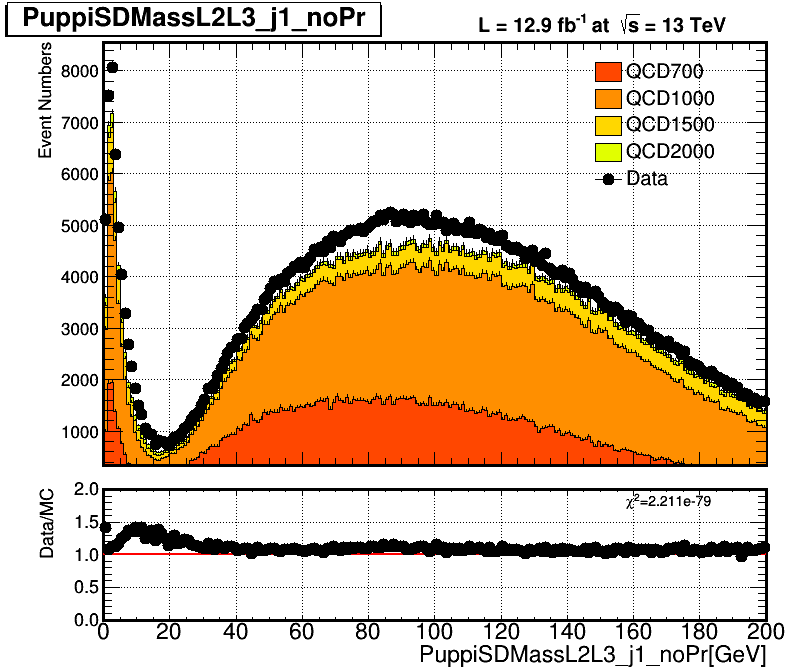 PuppiSDMassL2L3_j1_noPr
L = 12.9 fb⁻¹ at √s = 13 TeV
Event Numbers
8000
7000
6000
5000
4000
3000
2000
1000
QCD700
QCD1000
QCD1500
QCD2000
Data
Data/MC
2.0
1.5
1.0
0.5
0.0
χ²=2.211e-79
0 20 40 60 80 100 120 140 160 180 200
PuppiSDMassL2L3_j1_noPr[GeV]